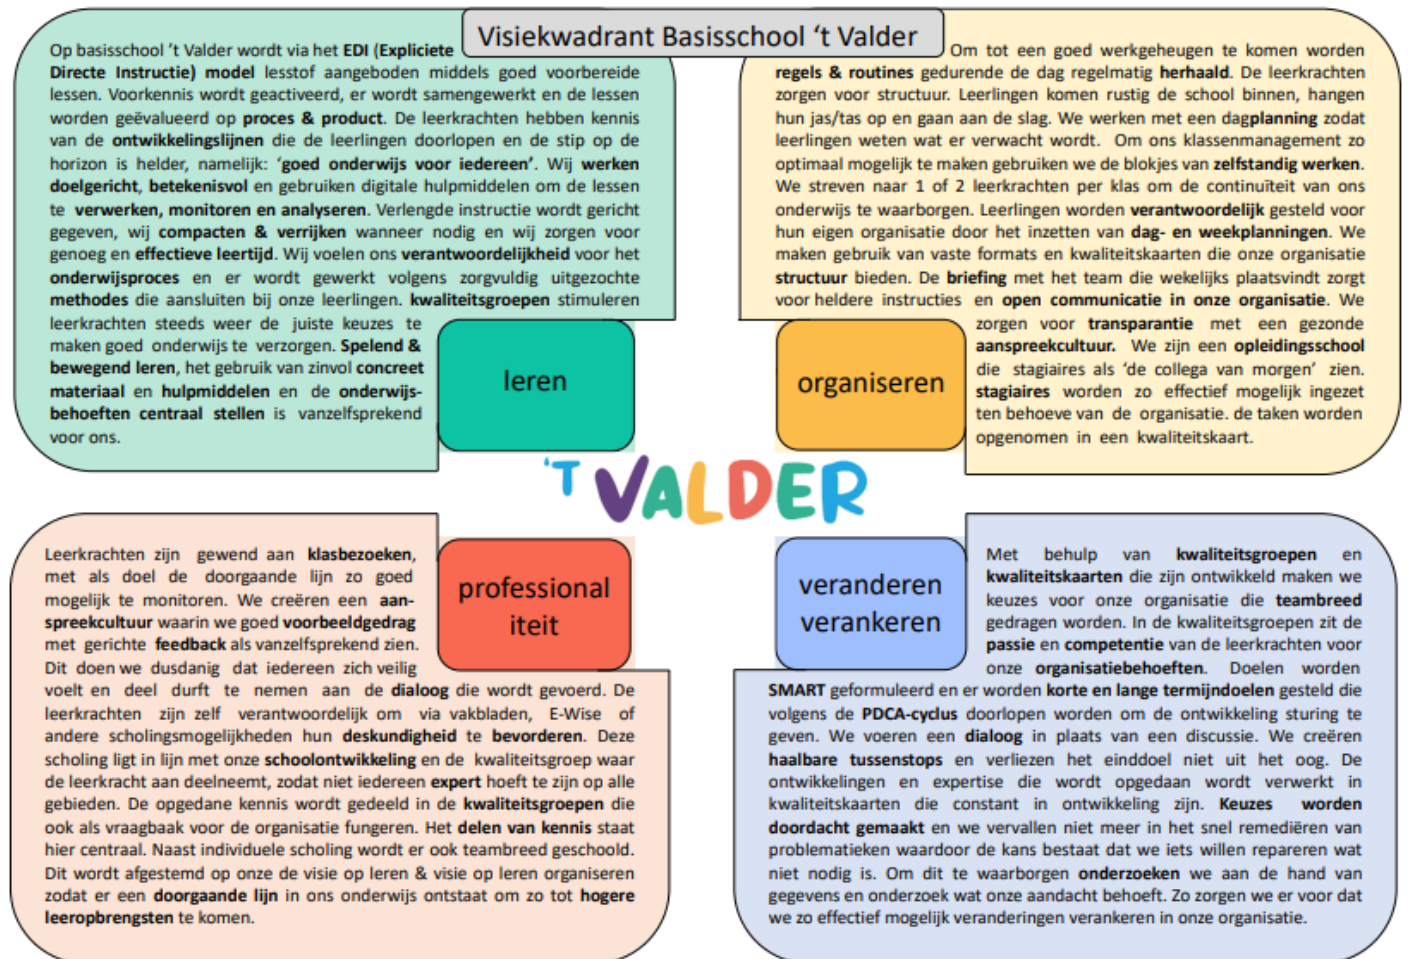 Visiekwadrant Basisschool ‘t Valder
Op basisschool ’t Valder wordt via het EDI (Expliciete
Directe Instructie) model lesstof aangeboden middels goed voorbereide
lessen. Voorkennis wordt geactiveerd, er wordt samengewerkt en de lessen
worden geëvalueerd op proces & product. De leerkrachten hebben kennis
van de ontwikkelingslijnen die de leerlingen doorlopen en de stip op de
horizon is helder, namelijk: ‘goed onderwijs voor iedereen’. Wij werken
doelgericht, betekenisvol en gebruiken digitale hulpmiddelen om de lessen
te verwerken, monitoren en analyseren. Verlengde instructie wordt gericht
gegeven, wij compacten & verrijken wanneer nodig en wij zorgen voor
genoeg en effectieve leertijd. Wij voelen ons verantwoordelijkheid voor het
onderwijsproces en er wordt gewerkt volgens zorgvuldig uitgezochte
methodes die aansluiten bij onze leerlingen. kwaliteitsgroepen stimuleren
leerkrachten steeds weer de juiste keuzes te
maken goed onderwijs te verzorgen. Spelend &
bewegend leren, het gebruik van zinvol concreet
materiaal en hulpmiddelen en de onderwijs-
behoeften centraal stellen is vanzelfsprekend
voor ons.
leren
Om tot een goed werkgeheugen te komen worden
regels & routines gedurende de dag regelmatig herhaald. De leerkrachten
zorgen voor structuur. Leerlingen komen rustig de school binnen, hangen
hun jas/tas op en gaan aan de slag. We werken met een dagplanning zodat
leerlingen weten wat er verwacht wordt. Om ons klassenmanagement zo
optimaal mogelijk te maken gebruiken we de blokjes van zelfstandig werken.
We streven naar 1 of 2 leerkrachten per klas om de continuïteit van ons
onderwijs te waarborgen. Leerlingen worden verantwoordelijk gesteld voor
hun eigen organisatie door het inzetten van dag- en weekplanningen. We
maken gebruik van vaste formats en kwaliteitskaarten die onze organisatie
structuur bieden. De briefing met het team die wekelijks plaatsvindt zorgt
voor heldere instructies en open communicatie in onze organisatie. We
zorgen voor transparantie met een gezonde
aanspreekcultuur. We zijn een opleidingsschool
die stagiaires als ‘de collega van morgen’ zien.
stagiaires worden zo effectief mogelijk ingezet
ten behoeve van de organisatie. de taken worden
opgenomen in een kwaliteitskaart.
organiseren
‘T VALDER
Leerkrachten zijn gewend aan klasbezoeken,
met als doel de doorgaande lijn zo goed
mogelijk te monitoren. We creëren een aan-
spreekcultuur waarin we goed voorbeeldgedrag
met gerichte feedback als vanzelfsprekend zien.
Dit doen we dusdanig dat iedereen zich veilig
voelt en deel durft te nemen aan de dialoog die wordt gevoerd. De
leerkrachten zijn zelf verantwoordelijk om via vakbladen, E-Wise of
andere scholingsmogelijkheden hun deskundigheid te bevorderen. Deze
scholing ligt in lijn met onze schoolontwikkeling en de kwaliteitsgroep waar
de leerkracht aan deelneemt, zodat niet iedereen expert hoeft te zijn op alle
gebieden. De opgedane kennis wordt gedeeld in de kwaliteitsgroepen die
ook als vraagbaak voor de organisatie fungeren. Het delen van kennis staat
hier centraal. Naast individuele scholing wordt er ook teambreed geschoold.
Dit wordt afgestemd op onze de visie op leren & visie op leren organiseren
zodat er een doorgaande lijn in ons onderwijs ontstaat om zo tot hogere
leeropbrengsten te komen.
professional
iteit
veranderen
verankeren
Met behulp van kwaliteitsgroepen en
kwaliteitskaarten die zijn ontwikkeld maken we
keuzes voor onze organisatie die teambreed
gedragen worden. In de kwaliteitsgroepen zit de
passie en competentie van de leerkrachten voor
onze organisatiebehoeften. Doelen worden
SMART geformuleerd en er worden korte en lange termijndoelen gesteld die
volgens de PDCA-cyclus doorlopen worden om de ontwikkeling sturing te
geven. We voeren een dialoog in plaats van een discussie. We creëren
haalbare tussenstops en verliezen het einddoel niet uit het oog. De
ontwikkelingen en expertise die wordt opgedaan wordt verwerkt in
kwaliteitskaarten die constant in ontwikkeling zijn. Keuzes worden
doordacht gemaakt en we vervallen niet meer in het snel remediëren van
problematieken waardoor de kans bestaat dat we iets willen repareren wat
niet nodig is. Om dit te waarborgen onderzoeken we aan de hand van
gegevens en onderzoek wat onze aandacht behoeft. Zo zorgen we er voor dat
we zo effectief mogelijk veranderingen verankeren in onze organisatie.